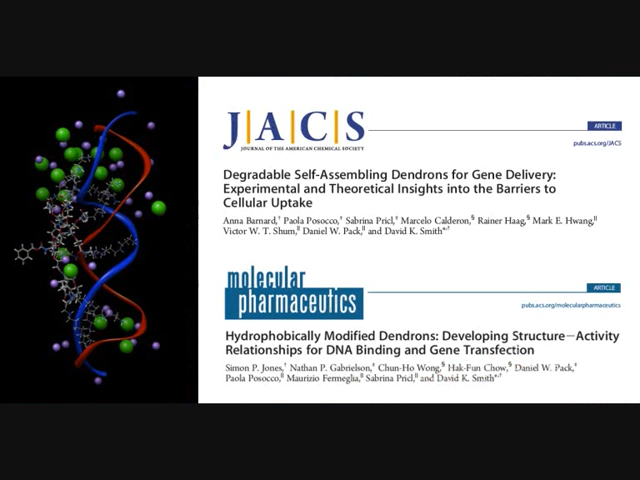 J|A|C|S
JOURNAL OF THE AMERICAN CHEMICAL SOCIETY
ARTICLE
pubs.acs.org/JACS
Degradable Self-Assembling Dendrons for Gene Delivery:
Experimental and Theoretical Insights into the Barriers to
Cellular Uptake
Anna Barnard,† Paola Posocco,‡ Sabrina Pricl,‡ Marcelo Calderon,§ Rainer Haag,§ Mark E. Hwang,||
Victor W. T. Shum,|| Daniel W. Pack,|| and David K. Smith*,†
molecular
pharmaceutics
ARTICLE
pubs.acs.org/molecularpharmaceutics
Hydrophobically Modified Dendrons: Developing Structure−Activity
Relationships for DNA Binding and Gene Transfection
Simon P. Jones,† Nathan P. Gabrielson,‡ Chun-Ho Wong,§ Hak-Fun Chow,§ Daniel W. Pack,‡
Paola Posocco,|| Maurizio Fermeglia,|| Sabrina Pricl,|| and David K. Smith*,†